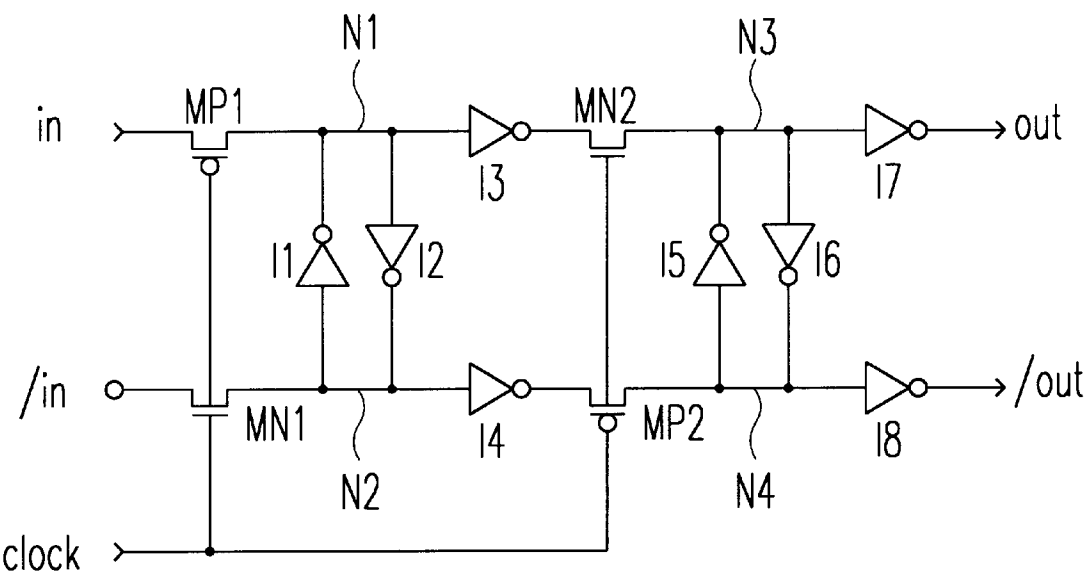 N1
N3
MP1
MN2
in
out
I3
I7
I1
I2
I5
I6
/in
/out
MN1
I4
MP2
I8
N2
N4
clock